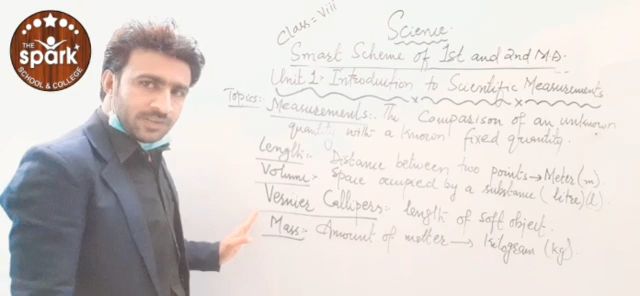 THE
Spark
SCHOOL & COLLEGE
Class = Viii
Science.
Smart Scheme of Ist and 2nd M.D.
Unit 1:- Introduction to Scientific Measurements
Topics:- Measurements:- The Comparison of an unknown
quantity with a known fixed quantity.
Length:- Distance between two points → Meter (m).
Volume:- Space occupied by a substance (litre) (l).
Vernier Callipers:- length of soft object.
Mass:- Amount of matter → kilogram (kg).